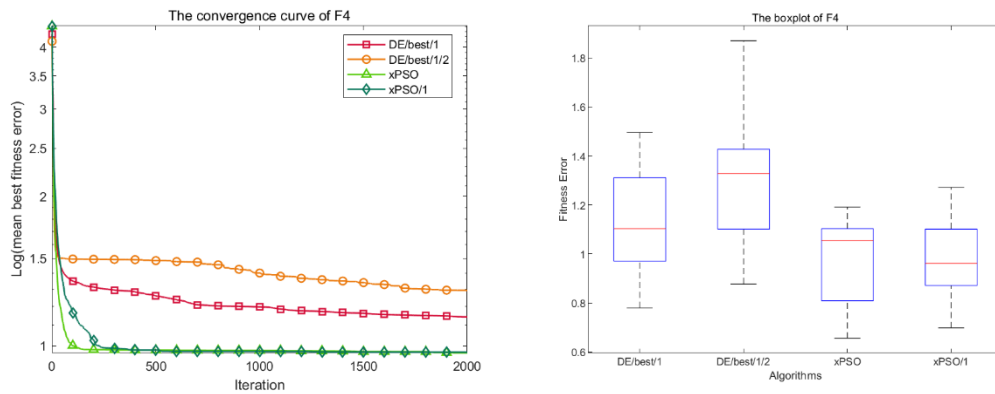 The convergence curve of F4
Log(mean best fitness error)
4
3.5
3
2.5
2
1.5
1
DE/best/1
DE/best/1/2
xPSO
xPSO/1
0 500 1000 1500 2000
Iteration
The boxplot of F4
Fitness Error
1.8
1.6
1.4
1.2
1
0.8
0.6
DE/best/1 DE/best/1/2 xPSO xPSO/1
Algorithms